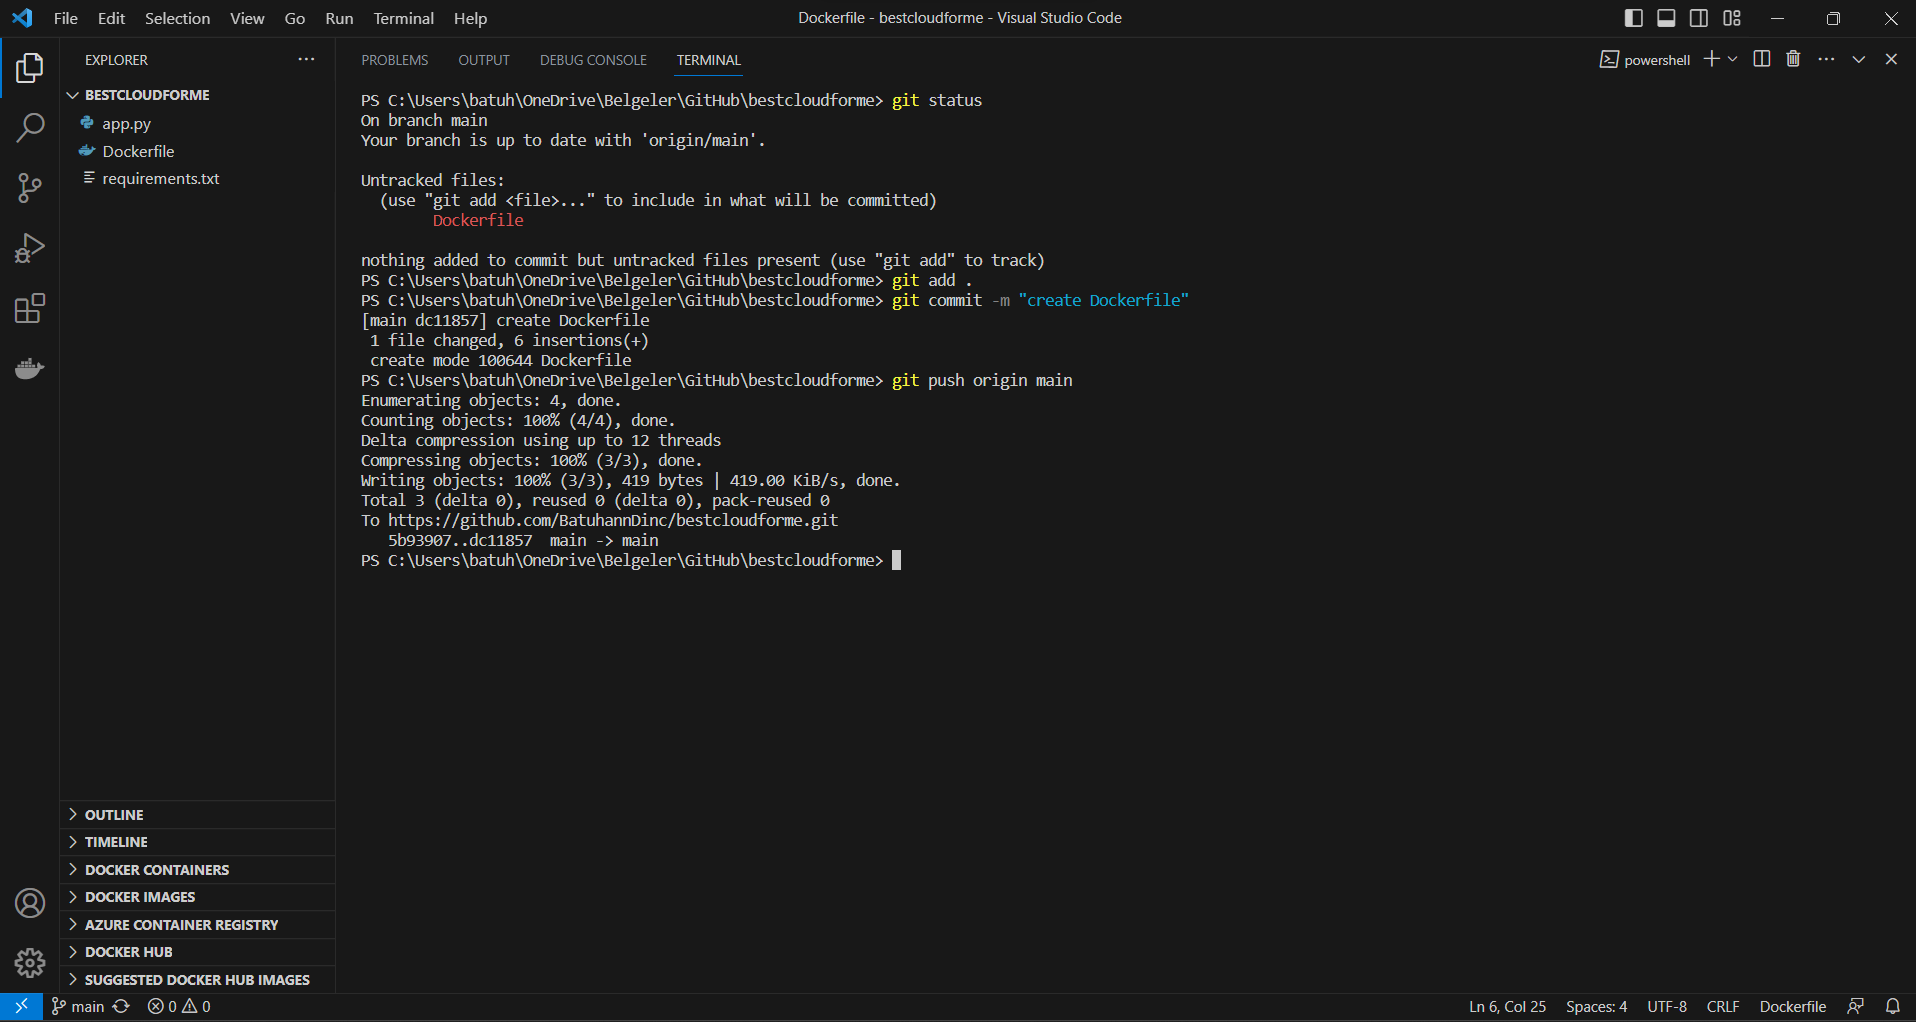 File Edit Selection View Go Run Terminal Help
Dockerfile - bestcloudforme - Visual Studio Code
EXPLORER
BESTCLOUDFORME
app.py
Dockerfile
requirements.txt
OUTLINE
TIMELINE
DOCKER CONTAINERS
DOCKER IMAGES
AZURE CONTAINER REGISTRY
DOCKER HUB
SUGGESTED DOCKER HUB IMAGES
PROBLEMS OUTPUT DEBUG CONSOLE TERMINAL
powershell
PS C:\Users\batuh\OneDrive\Belgeler\GitHub\bestcloudforme> git status
On branch main
Your branch is up to date with 'origin/main'.
Untracked files:
(use "git add <file>..." to include in what will be committed)
Dockerfile
nothing added to commit but untracked files present (use "git add" to track)
PS C:\Users\batuh\OneDrive\Belgeler\GitHub\bestcloudforme> git add .
PS C:\Users\batuh\OneDrive\Belgeler\GitHub\bestcloudforme> git commit -m "create Dockerfile"
[main dc11857] create Dockerfile
1 file changed, 6 insertions(+)
create mode 100644 Dockerfile
PS C:\Users\batuh\OneDrive\Belgeler\GitHub\bestcloudforme> git push origin main
Enumerating objects: 4, done.
Counting objects: 100% (4/4), done.
Delta compression using up to 12 threads
Compressing objects: 100% (3/3), done.
Writing objects: 100% (3/3), 419 bytes | 419.00 KiB/s, done.
Total 3 (delta 0), reused 0 (delta 0), pack-reused 0
To https://github.com/BatuhannDinc/bestcloudforme.git
5b93907..dc11857  main -> main
PS C:\Users\batuh\OneDrive\Belgeler\GitHub\bestcloudforme>
main 0 0
Ln 6, Col 25 Spaces: 4 UTF-8 CRLF Dockerfile